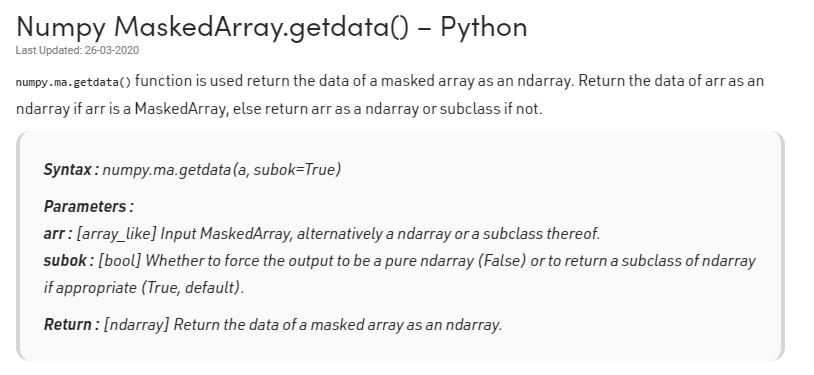 Numpy MaskedArray.getdata() – Python
Last Updated: 26-03-2020
numpy.ma.getdata() function is used return the data of a masked array as an ndarray. Return the data of arr as an
ndarray if arr is a MaskedArray, else return arr as a ndarray or subclass if not.
Syntax : numpy.ma.getdata(a, subok=True)
Parameters :
arr : [array_like] Input MaskedArray, alternatively a ndarray or a subclass thereof.
subok : [bool] Whether to force the output to be a pure ndarray (False) or to return a subclass of ndarray
if appropriate (True, default).
Return : [ndarray] Return the data of a masked array as an ndarray.